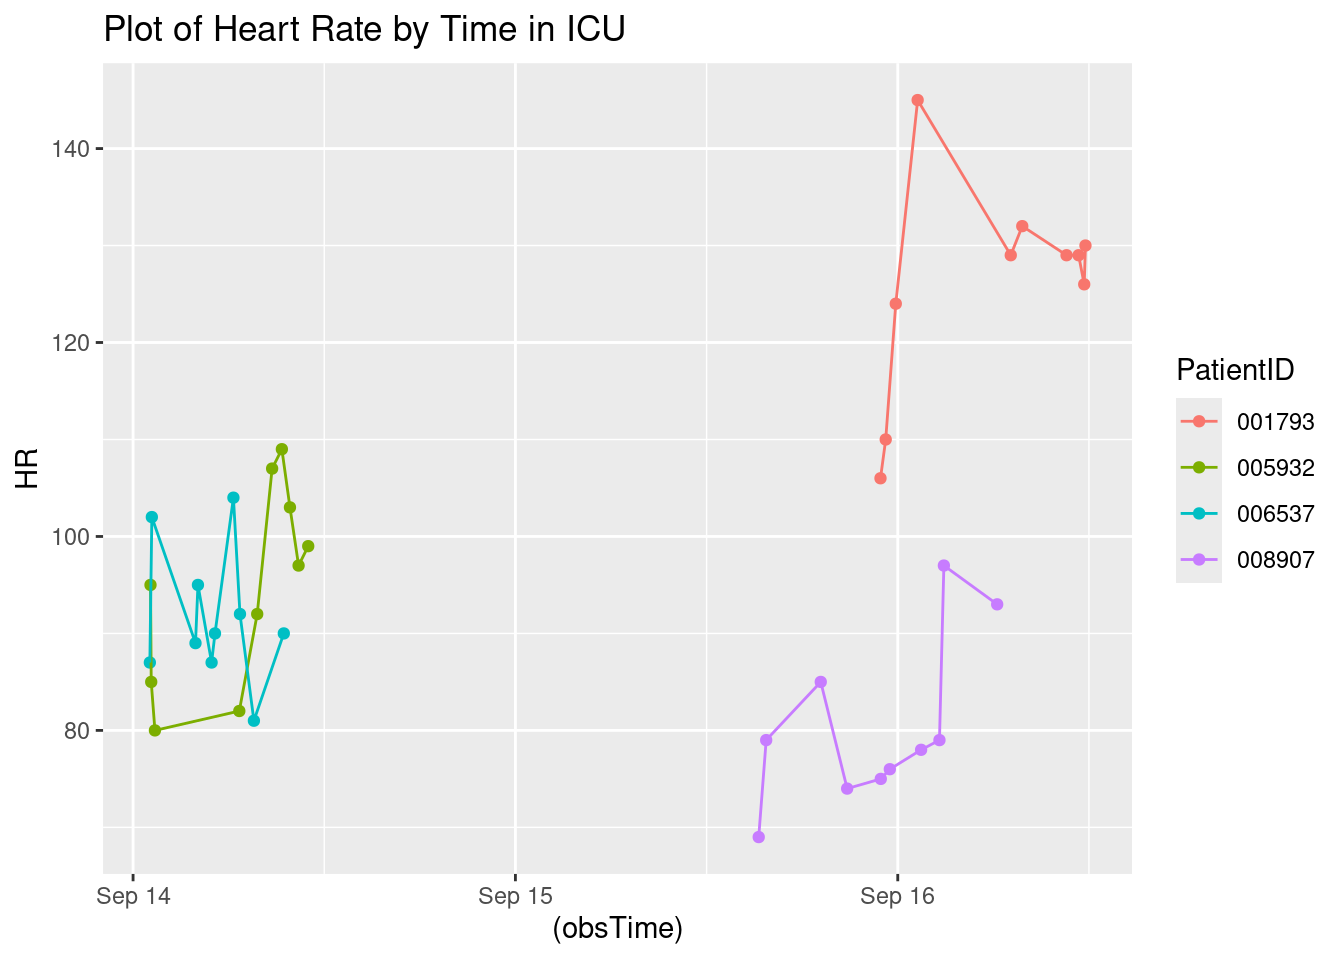 Plot of Heart Rate by Time in ICU
140
120
100
80
HR
Sep 14
Sep 15
Sep 16
(obsTime)
PatientID
001793
005932
006537
008907